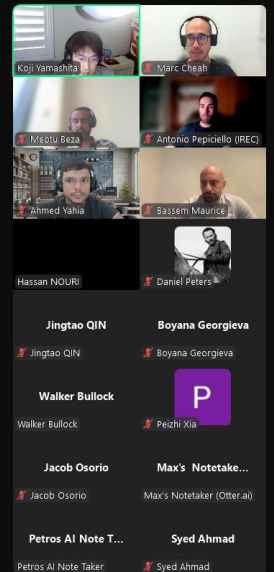 Koji Yamashita
Marc Cheah
Mebtu Beza
Antonio Pepiciello (IREC)
Ahmed Yahia
Bassem Maurice
Hassan NOURI
Daniel Peters
Jingtao QIN
Boyana Georgieva
Jingtao QIN
Boyana Georgieva
Walker Bullock
P
Walker Bullock
Peizhi Xia
Jacob Osorio
Max's Notetake...
Jacob Osorio
Max's Notetaker (Otter.ai)
Petros AI Note T...
Syed Ahmad
Petros AI Note Taker
Syed Ahmad